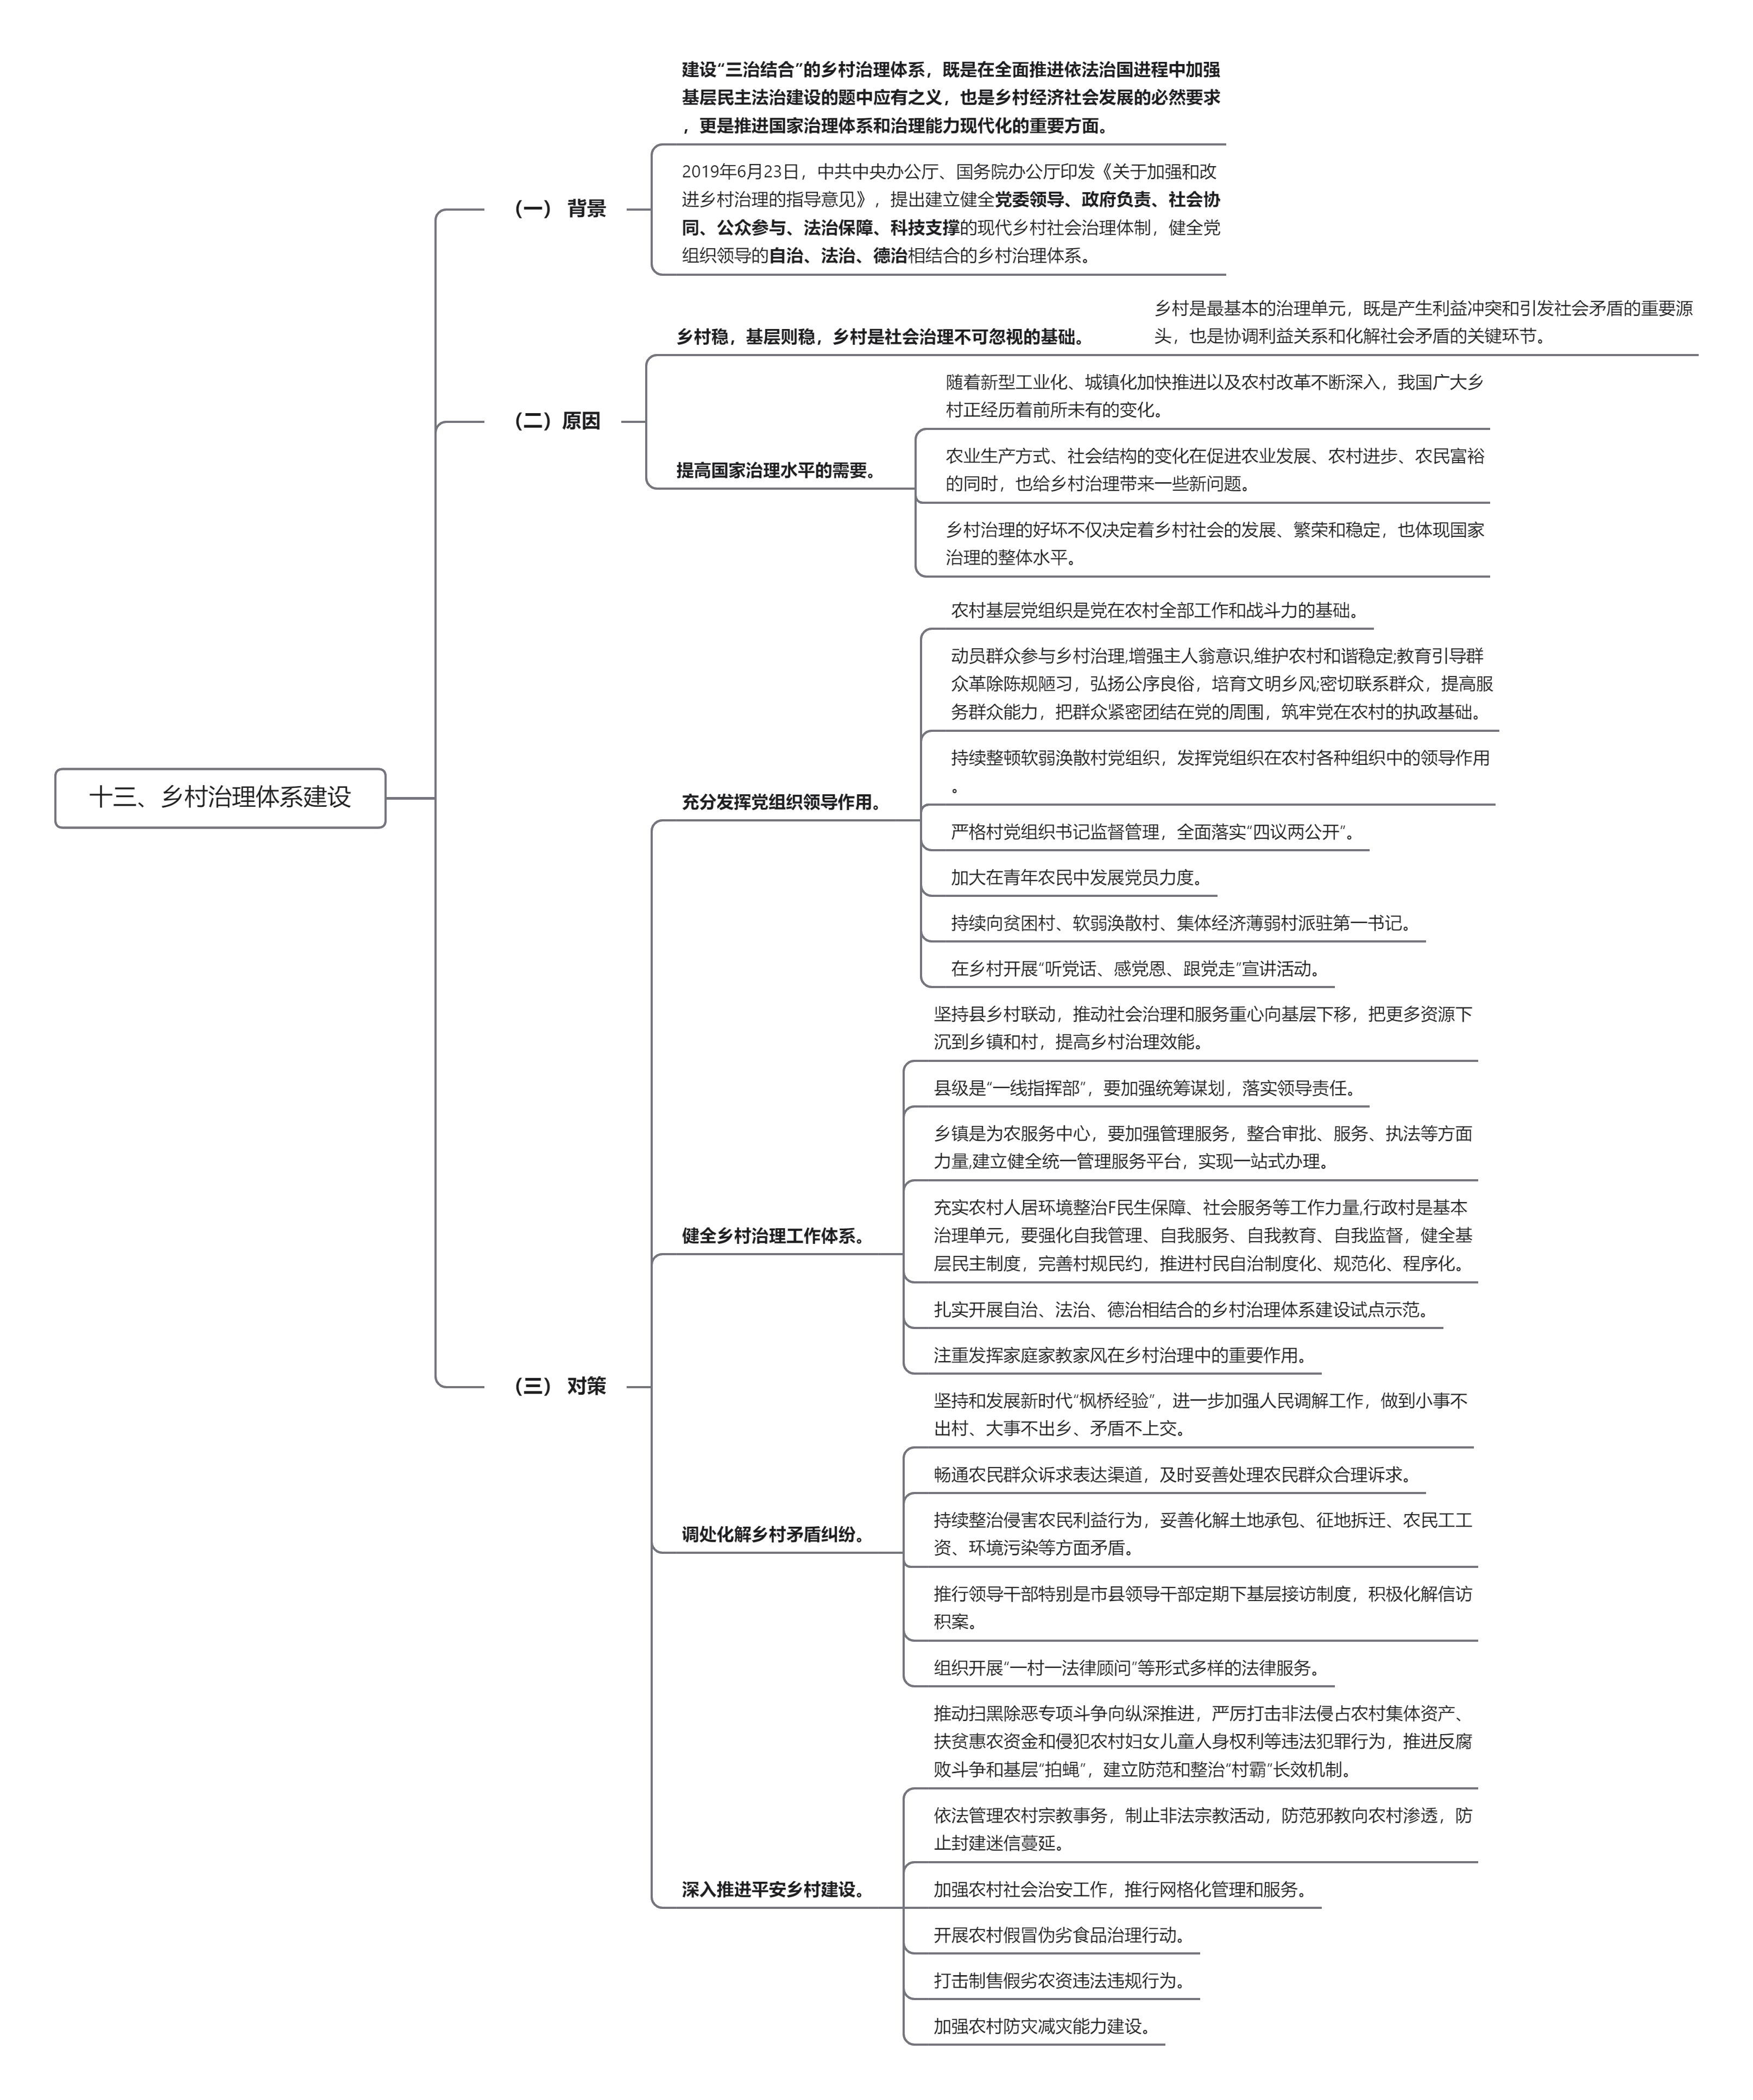 十三、乡村治理体系建设
（一） 背景
建设“三治结合”的乡村治理体系，既是在全面推进依法治国进程中加强
基层民主法治建设的题中应有之义，也是乡村经济社会发展的必然要求
，更是推进国家治理体系和治理能力现代化的重要方面。
2019年6月23日，中共中央办公厅、国务院办公厅印发《关于加强和改
进乡村治理的指导意见》，提出建立健全党委领导、政府负责、社会协
同、公众参与、法治保障、科技支撑的现代乡村社会治理体制，健全党
组织领导的自治、法治、德治相结合的乡村治理体系。
（二）原因
乡村稳，基层则稳，乡村是社会治理不可忽视的基础。
乡村是最基本的治理单元，既是产生利益冲突和引发社会矛盾的重要源
头，也是协调利益关系和化解社会矛盾的关键环节。
提高国家治理水平的需要。
随着新型工业化、城镇化加快推进以及农村改革不断深入，我国广大乡
村正经历着前所未有的变化。
农业生产方式、社会结构的变化在促进农业发展、农村进步、农民富裕
的同时，也给乡村治理带来一些新问题。
乡村治理的好坏不仅决定着乡村社会的发展、繁荣和稳定，也体现国家
治理的整体水平。
（三） 对策
充分发挥党组织领导作用。
农村基层党组织是党在农村全部工作和战斗力的基础。
动员群众参与乡村治理,增强主人翁意识,维护农村和谐稳定;教育引导群
众革除陈规陋习，弘扬公序良俗，培育文明乡风;密切联系群众，提高服
务群众能力，把群众紧密团结在党的周围，筑牢党在农村的执政基础。
持续整顿软弱涣散村党组织，发挥党组织在农村各种组织中的领导作用
。
严格村党组织书记监督管理，全面落实“四议两公开”。
加大在青年农民中发展党员力度。
持续向贫困村、软弱涣散村、集体经济薄弱村派驻第一书记。
在乡村开展“听党话、感党恩、跟党走”宣讲活动。
健全乡村治理工作体系。
坚持县乡村联动，推动社会治理和服务重心向基层下移，把更多资源下
沉到乡镇和村，提高乡村治理效能。
县级是“一线指挥部”，要加强统筹谋划，落实领导责任。
乡镇是为农服务中心，要加强管理服务，整合审批、服务、执法等方面
力量,建立健全统一管理服务平台，实现一站式办理。
充实农村人居环境整治F民生保障、社会服务等工作力量,行政村是基本
治理单元，要强化自我管理、自我服务、自我教育、自我监督，健全基
层民主制度，完善村规民约，推进村民自治制度化、规范化、程序化。
扎实开展自治、法治、德治相结合的乡村治理体系建设试点示范。
注重发挥家庭家教家风在乡村治理中的重要作用。
调处化解乡村矛盾纠纷。
坚持和发展新时代“枫桥经验”，进一步加强人民调解工作，做到小事不
出村、大事不出乡、矛盾不上交。
畅通农民群众诉求表达渠道，及时妥善处理农民群众合理诉求。
持续整治侵害农民利益行为，妥善化解土地承包、征地拆迁、农民工工
资、环境污染等方面矛盾。
推行领导干部特别是市县领导干部定期下基层接访制度，积极化解信访
积案。
组织开展“一村一法律顾问”等形式多样的法律服务。
深入推进平安乡村建设。
推动扫黑除恶专项斗争向纵深推进，严厉打击非法侵占农村集体资产、
扶贫惠农资金和侵犯农村妇女儿童人身权利等违法犯罪行为，推进反腐
败斗争和基层“拍蝇”，建立防范和整治“村霸”长效机制。
依法管理农村宗教事务，制止非法宗教活动，防范邪教向农村渗透，防
止封建迷信蔓延。
加强农村社会治安工作，推行网格化管理和服务。
开展农村假冒伪劣食品治理行动。
打击制售假劣农资违法违规行为。
加强农村防灾减灾能力建设。